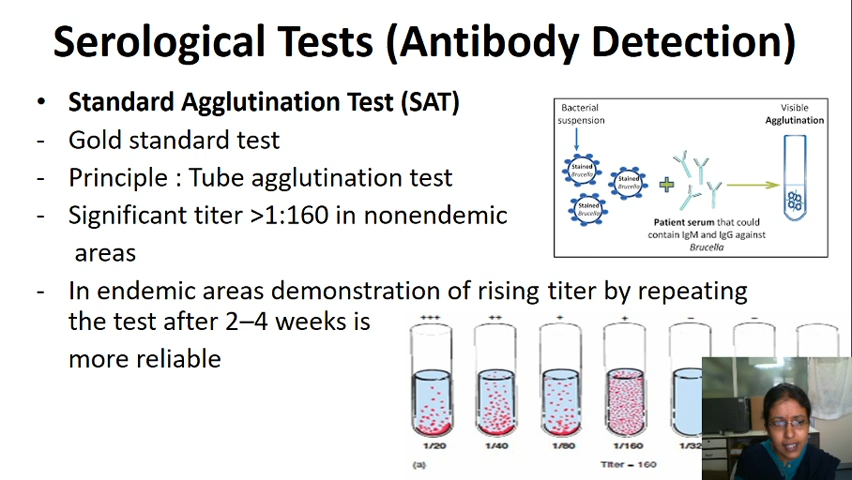 Serological Tests (Antibody Detection)
• Standard Agglutination Test (SAT)
- Gold standard test
- Principle : Tube agglutination test
- Significant titer >1:160 in nonendemic
areas
- In endemic areas demonstration of rising titer by repeating
the test after 2–4 weeks is
more reliable
Bacterial
suspension
Visible
Agglutination
Stained
Brucella
Stained
Brucella
Stained
Brucella
Patient serum that could
contain IgM and IgG against
Brucella
+++ ++ + + – –
1/20 1/40 1/80 1/160 1/32
(a) Titer = 160